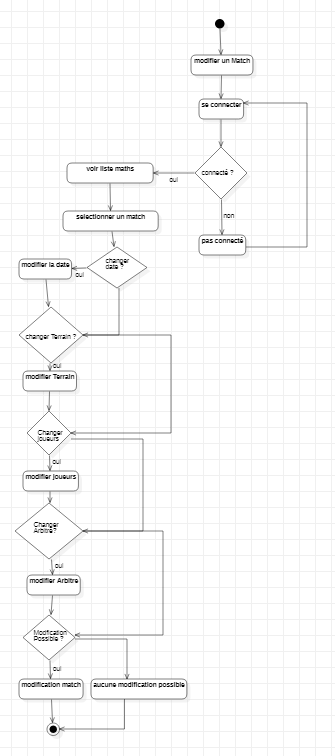 modifier un Match
se connecter
connecté ?
oui
non
pas connecté
voir liste maths
selectioner un match
changer
date ?
oui
modifier la date
changer Terrain ?
oui
modifier Terrain
Changer
joueurs
oui
modifier joueurs
Changer
Arbitre?
oui
modifier Arbitre
Modification
Possible ?
oui
modification match
aucune modification possible